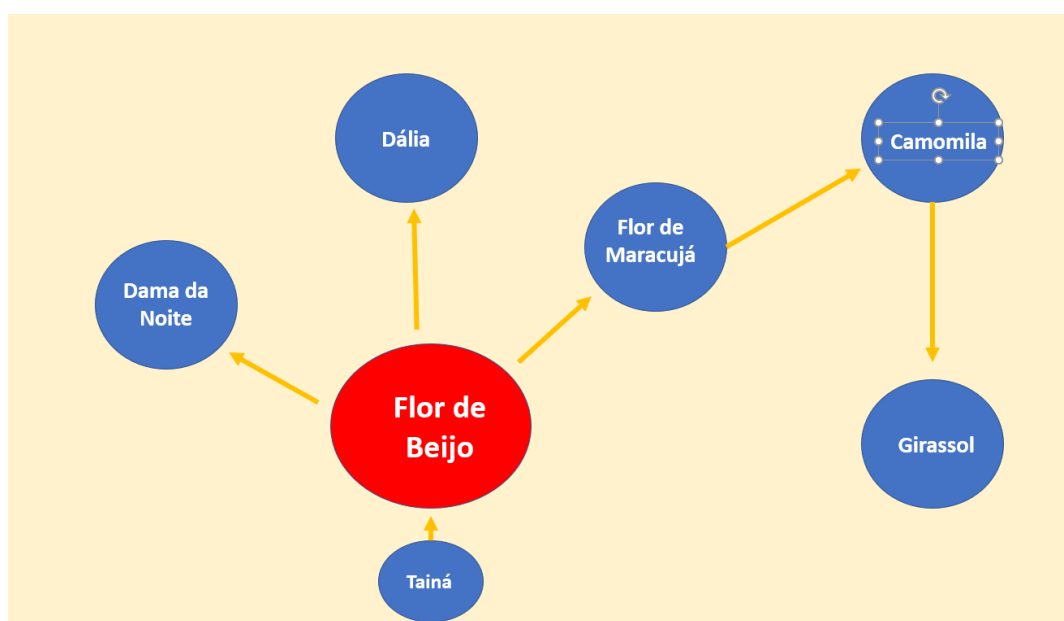 Dália
Camomila
Flor de
Maracujá
Dama da
Noite
Flor de
Beijo
Girassol
Tainá